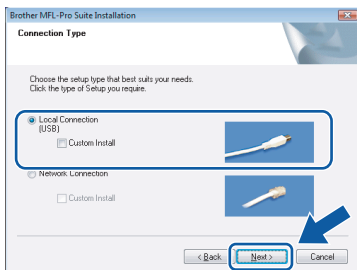 Brother MFL-Pro Suite Installation
Connection Type
Choose the setup type that best suits your needs.
Click the type of Setup you require.
Local Connection
(USB)
Custom Install
Network Connection
Custom Install
< Back
Next >
Cancel